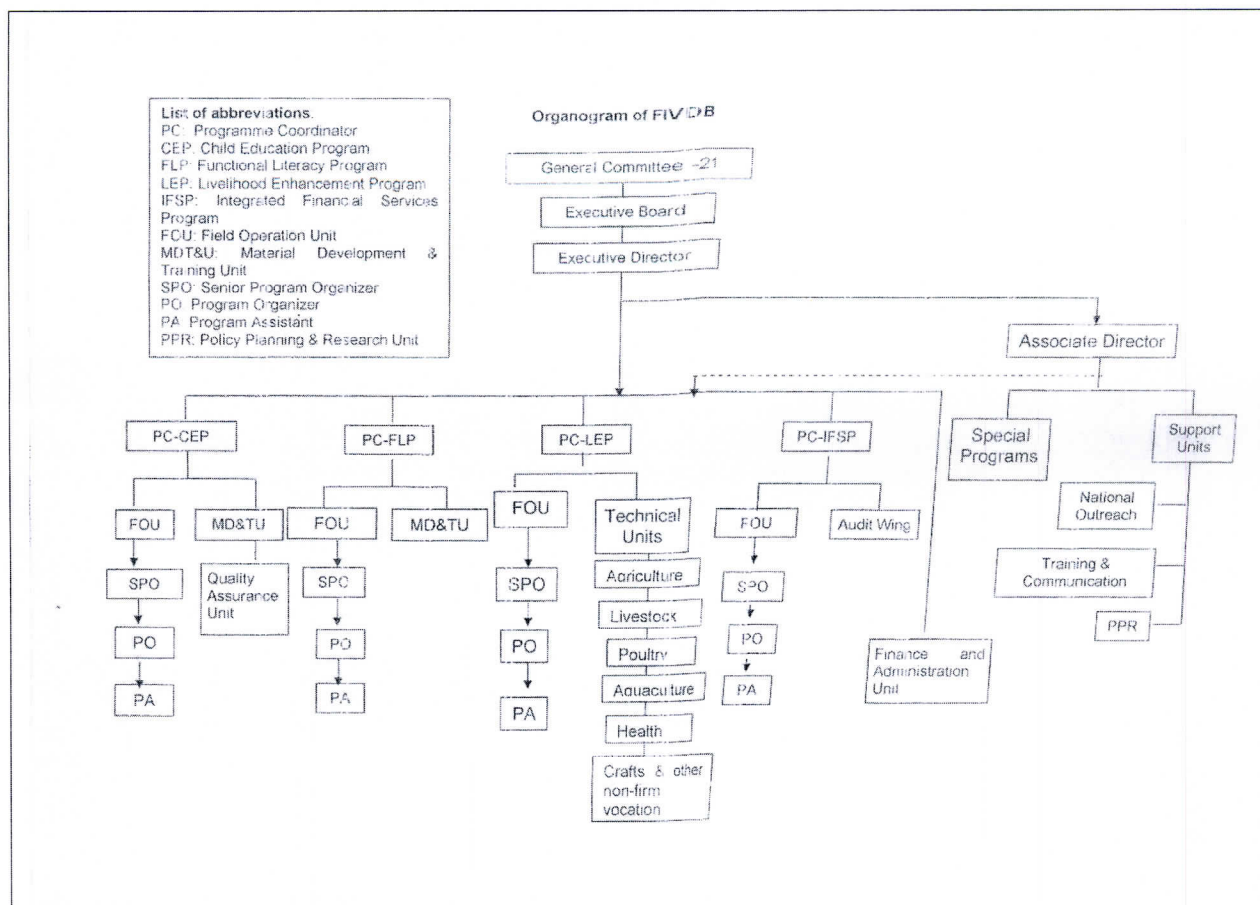 List of abbreviations.
PC: Programme Coordinator
CEP: Child Education Program
FLP: Functional Literacy Program
LEP: Livelihood Enhancement Program
IFSP: Integrated Financial Services
Program
FOU: Field Operation Unit
MDT&U: Material Development &
Training Unit
SPO: Senior Program Organizer
PO Program Organizer
PA Program Assistant
PPR: Policy Planning & Research Unit
Organogram of FIVDB
General Committee -21
Executive Board
Executive Director
Associate Director
PC-CEP
PC-FLP
PC-LEP
PC-IFSP
Special
Programs
Support
Units
FOU
MD&TU
FOU
MD&TU
FOU
Technical
Units
FOU
Audit Wing
National
Outreach
SPO
Quality
Assurance
Unit
SPO
SPO
Agriculture
Livestock
Poultry
Aquaculture
Health
Crafts & other
non-firm
vocation
SPO
Training &
Communication
PO
PO
PO
PO
PPR
PA
PA
PA
PA
Finance and
Administration
Unit